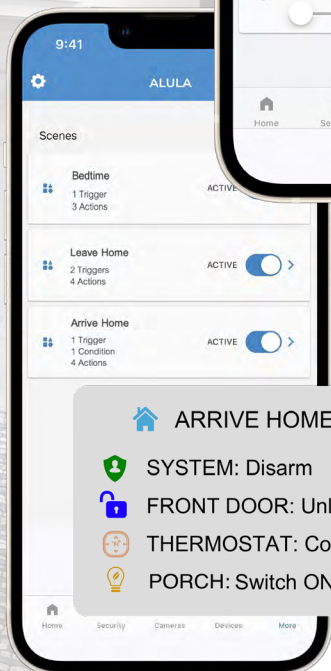 9:41
ALULA
Home
Scenes
Bedtime
1 Trigger
3 Actions
ACTIVE
Leave Home
2 Triggers
4 Actions
ACTIVE
Arrive Home
1 Trigger
1 Condition
4 Actions
ACTIVE
ARRIVE HOME
SYSTEM: Disarm
FRONT DOOR: Unl
THERMOSTAT: Co
PORCH: Switch ON
Home Security Cameras Devices More